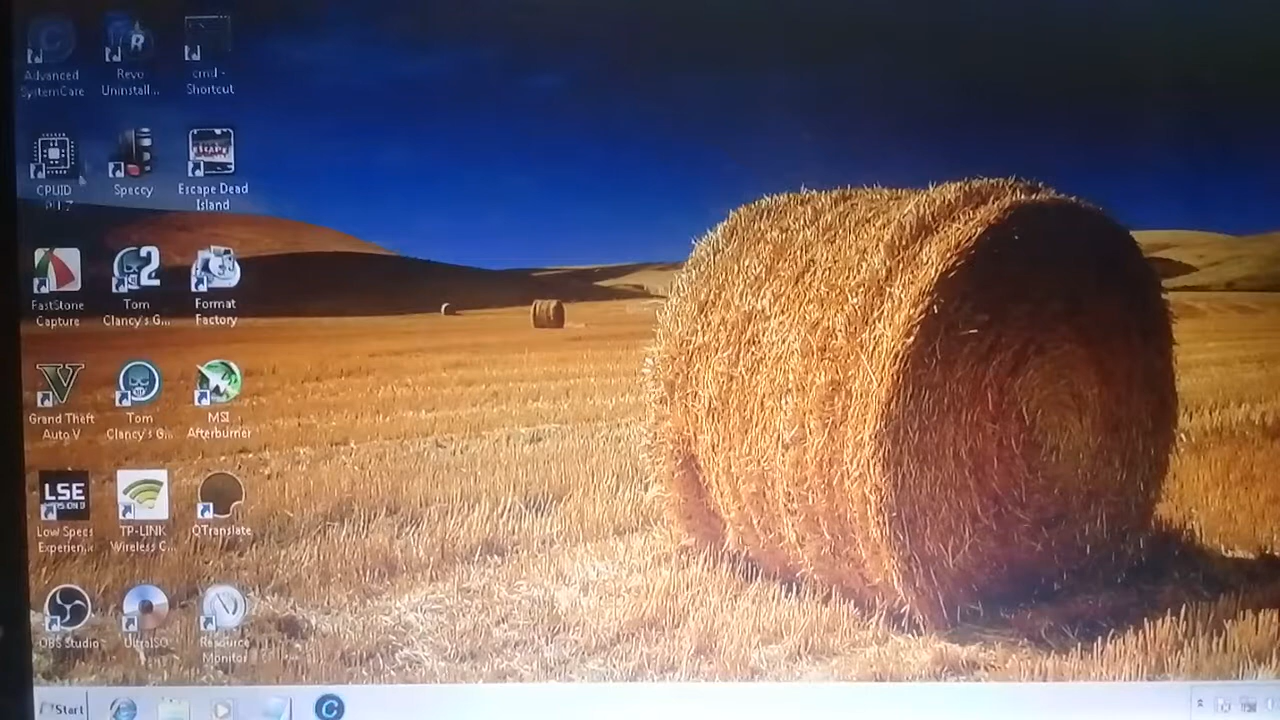 Advanced
SystemCare
Revo
Uninstall...
cmd -
Shortcut
CPUID
Speccy
Escape Dead
Island
FastStone
Capture
2
Tom
Clancy's G...
Format
Factory
V
Grand Theft
Auto V
Tom
Clancy's G...
MSI
Afterburner
LSE
Low Specs
Experien...
TP-LINK
Wireless C...
QTranslate
OBS Studio
UltraISO
Resource
Monitor
Start